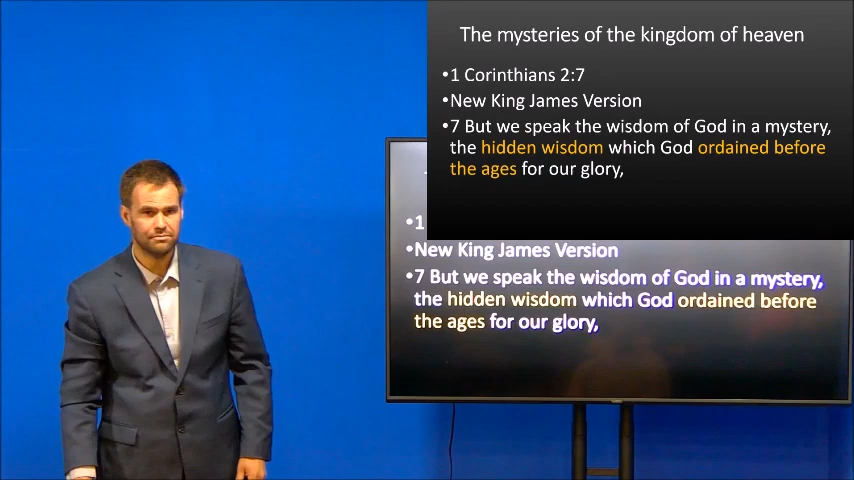 The mysteries of the kingdom of heaven
•1 Corinthians 2:7
•New King James Version
•7 But we speak the wisdom of God in a mystery,
the hidden wisdom which God ordained before
the ages for our glory,
•1
•New King James Version
•7 But we speak the wisdom of God in a mystery,
the hidden wisdom which God ordained before
the ages for our glory,